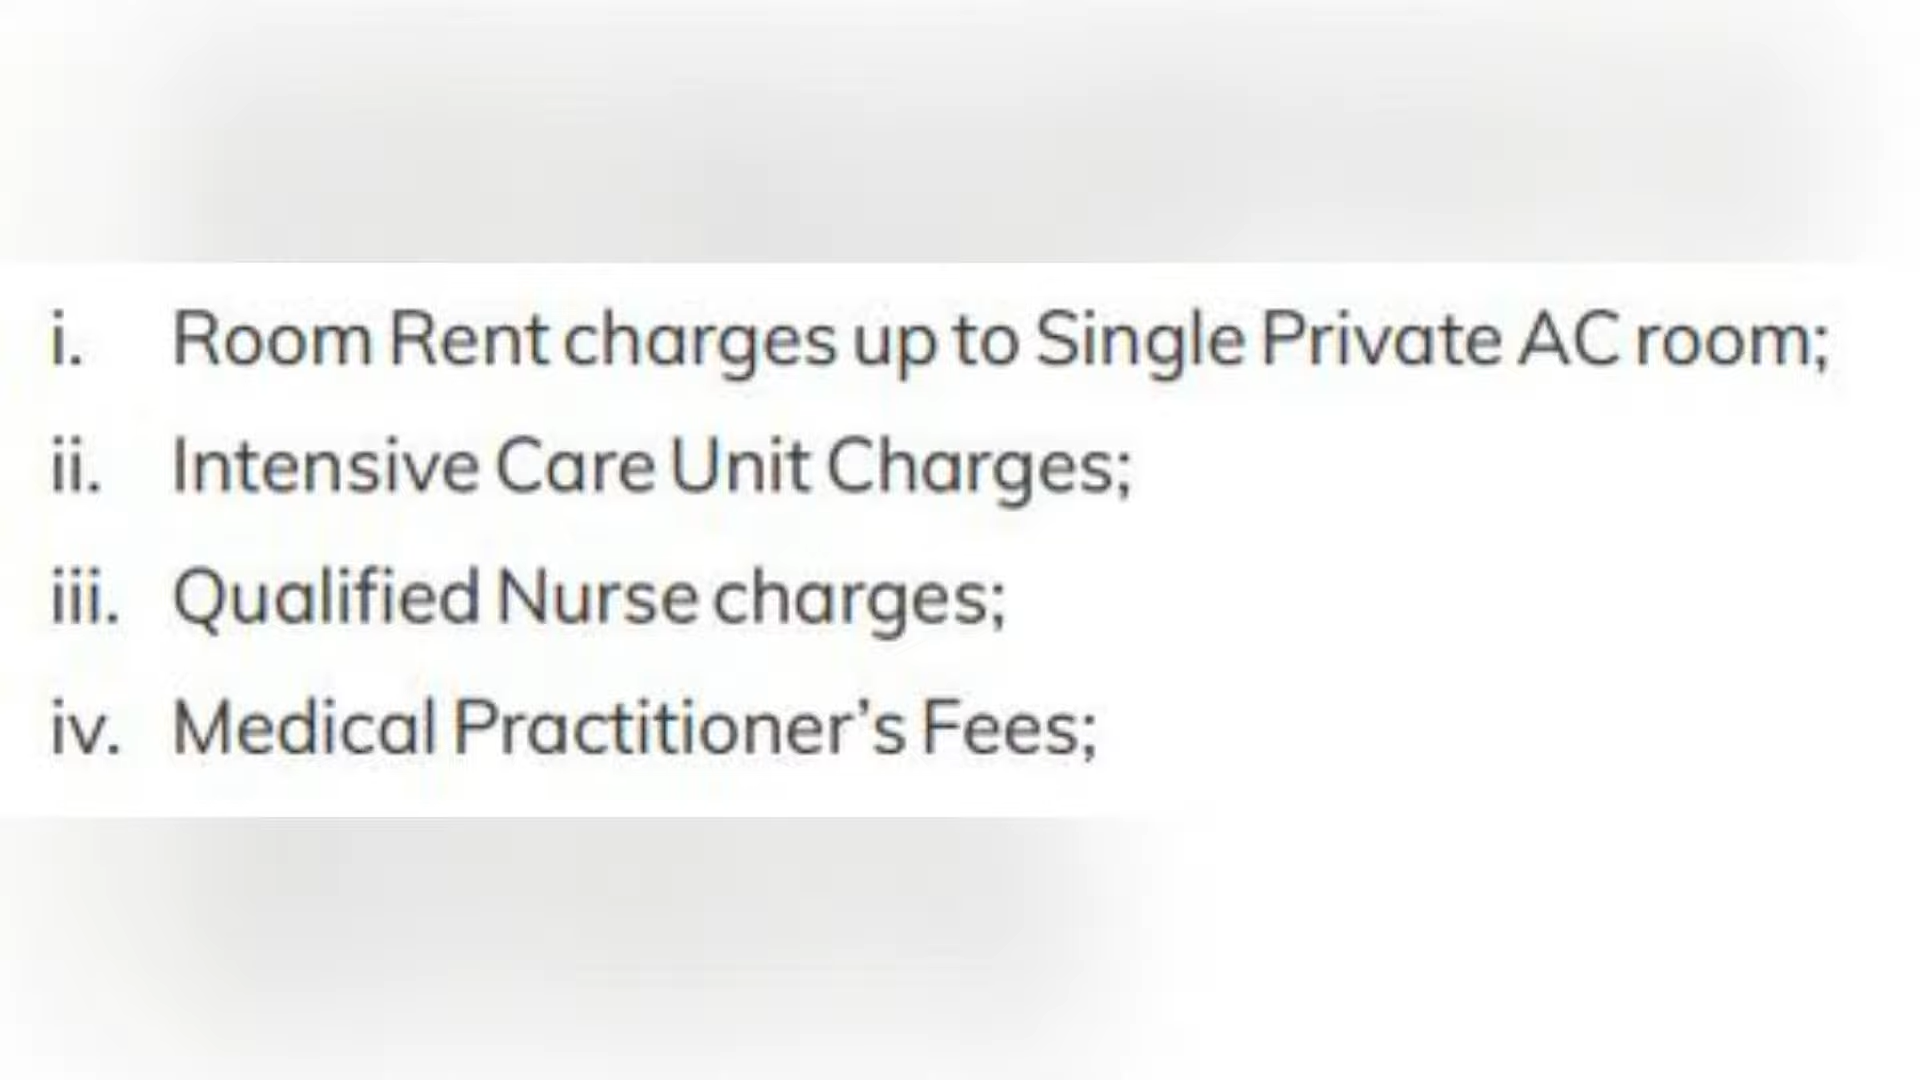 i. Room Rent charges up to Single Private AC room;
ii. Intensive Care Unit Charges;
iii. Qualified Nurse charges;
iv. Medical Practitioner’s Fees;